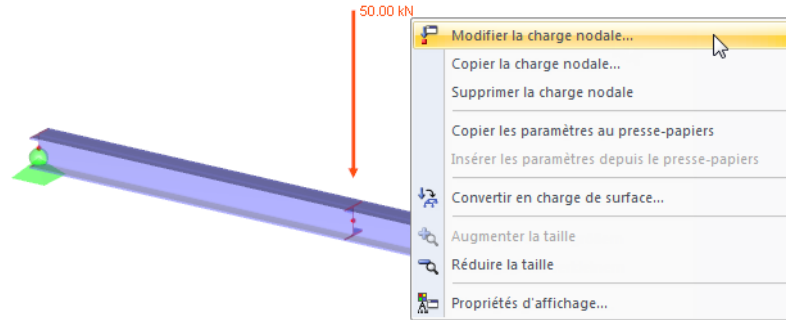 50.00 kN
Modifier la charge nodale...
Copier la charge nodale...
Supprimer la charge nodale
Copier les paramètres au presse-papiers
Insérer les paramètres depuis le presse-papiers
Convertir en charge de surface...
Augmenter la taille
Réduire la taille
Propriétés d'affichage...